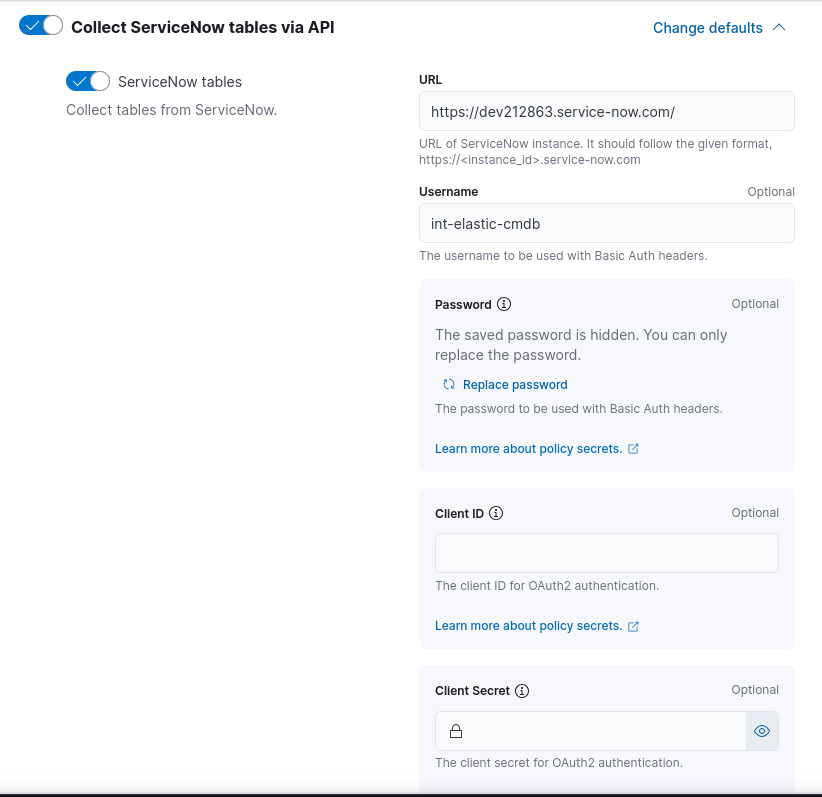 Collect ServiceNow tables via API
Change defaults
ServiceNow tables
Collect tables from ServiceNow.
URL
https://dev212863.service-now.com/
URL of ServiceNow instance. It should follow the given format,
https://<instance_id>.service-now.com
Username
Optional
int-elastic-cmdb
The username to be used with Basic Auth headers.
Password
Optional
The saved password is hidden. You can only
replace the password.
Replace password
The password to be used with Basic Auth headers.
Learn more about policy secrets.
Client ID
Optional
The client ID for OAuth2 authentication.
Learn more about policy secrets.
Client Secret
Optional
The client secret for OAuth2 authentication.